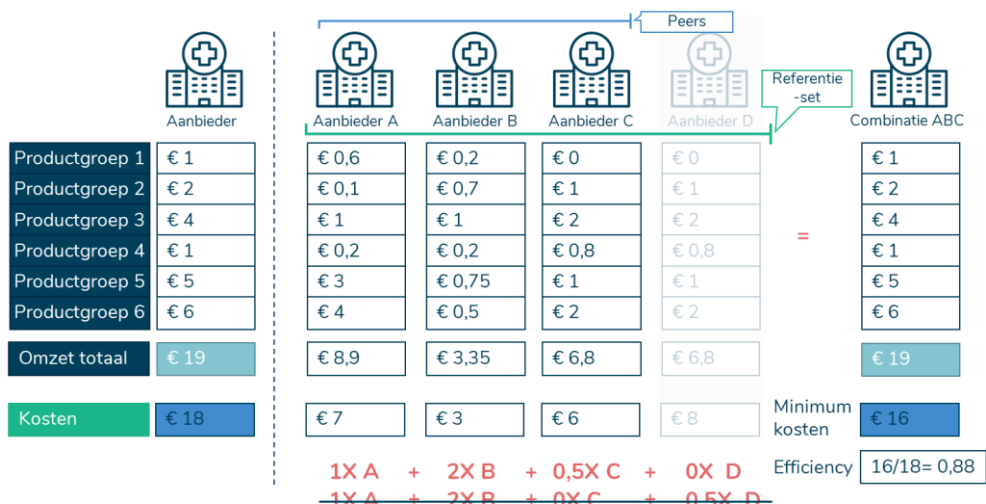 Peers
Referentie
-set
Aanbieder Aanbieder A Aanbieder B Aanbieder C Aanbieder D Combinatie ABC
Productgroep 1 € 1 € 0,6 € 0,2 € 0 € 0 € 1
Productgroep 2 € 2 € 0,1 € 0,7 € 1 € 1 € 2
Productgroep 3 € 4 € 1 € 1 € 2 € 2 € 4
Productgroep 4 € 1 € 0,2 € 0,2 € 0,8 € 0,8 = € 1
Productgroep 5 € 5 € 3 € 0,75 € 1 € 1 € 5
Productgroep 6 € 6 € 4 € 0,5 € 2 € 2 € 6
Omzet totaal € 19 € 8,9 € 3,35 € 6,8 € 6,8 € 19
Kosten € 18 € 7 € 3 € 6 € 8 Minimum kosten € 16
1X A + 2X B + 0,5X C + 0X D Efficiency 16/18= 0,88
1X A + 2X B + 0X C + 0,5X D